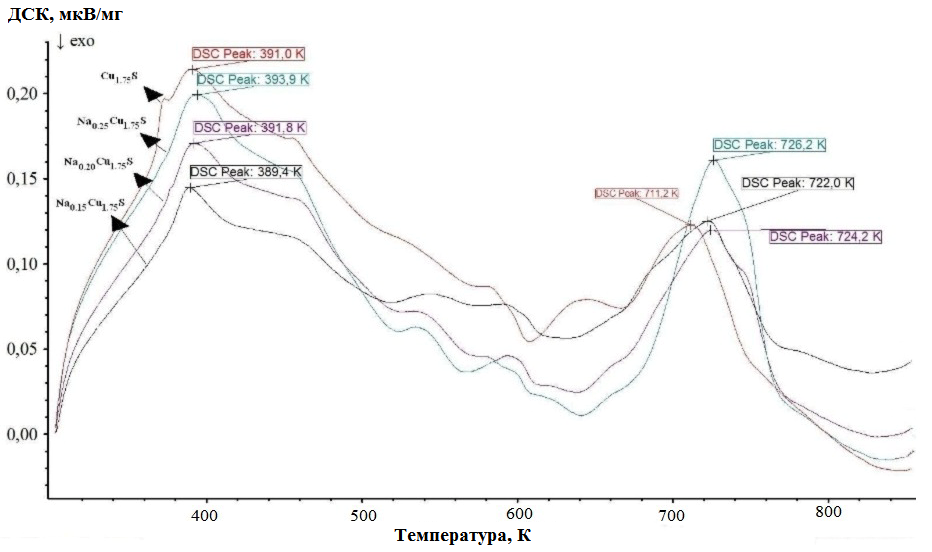 ДСК, мкВ/мг
↓ exo
DSC Peak: 391,0 K
Cu1.75S
DSC Peak: 393,9 K
0,20
Na0.25Cu1.75S
DSC Peak: 391,8 K
DSC Peak: 726,2 K
Na0.20Cu1.75S
0,15
DSC Peak: 389,4 K
DSC Peak: 722,0 K
DSC Peak: 711,2 K
Na0.15Cu1.75S
DSC Peak: 724,2 K
0,10
0,05
0,00
400 500 600 700 800
Температура, К